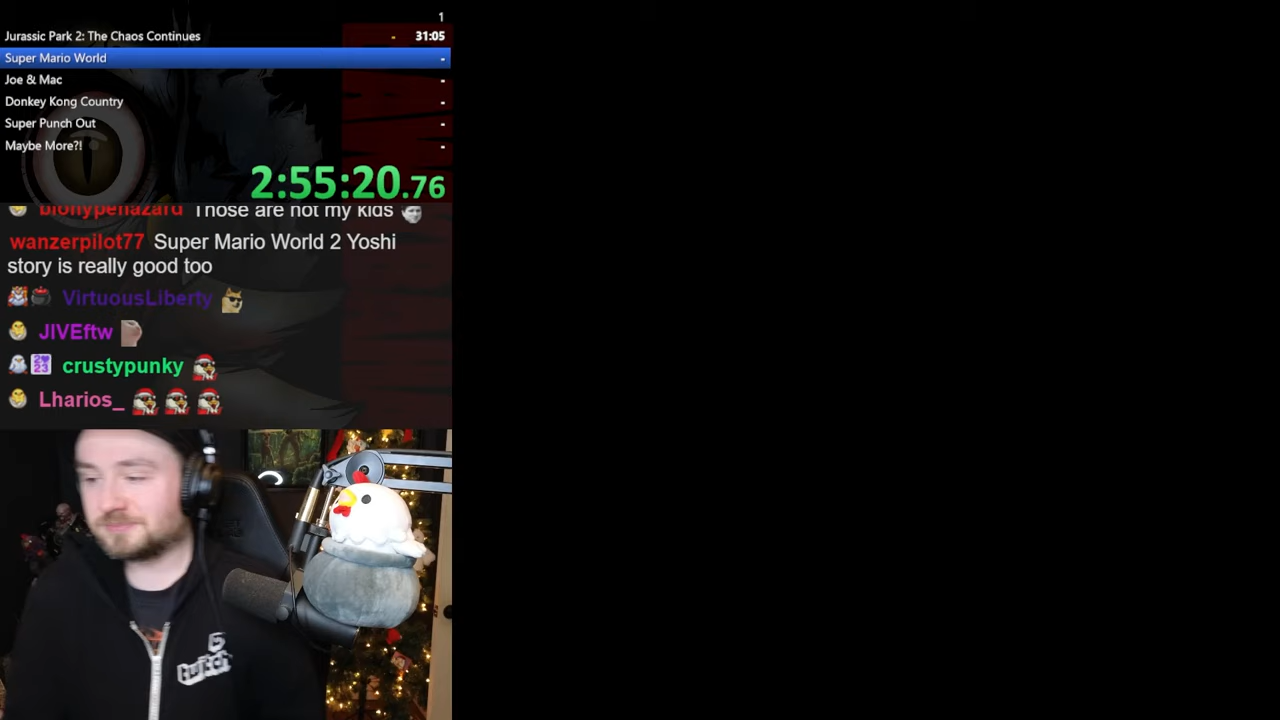 1
Jurassic Park 2: The Chaos Continues - 31:05
Super Mario World -
Joe & Mac -
Donkey Kong Country -
Super Punch Out -
Maybe More?! -
2:55:20.76
bionypehazard Those are not my kids
wanzerpilot77 Super Mario World 2 Yoshi
story is really good too
VirtuousLiberty
JIVEftw
crustypunky
Lharios_
twitch